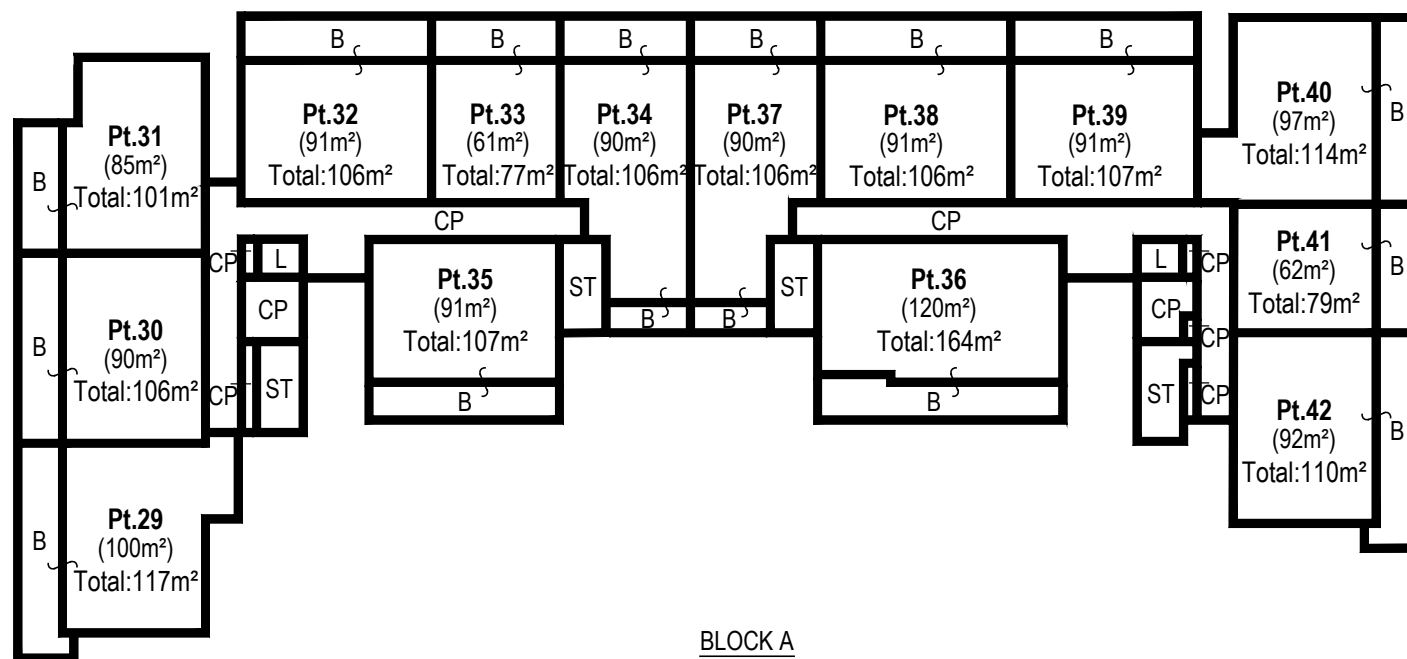 B
B
B
B
B
B
Pt.31
(85m²)
Total:101m²
B
Pt.32
(91m²)
Total:106m²
Pt.33
(61m²)
Total:77m²
Pt.34
(90m²)
Total:106m²
Pt.37
(90m²)
Total:106m²
Pt.38
(91m²)
Total:106m²
Pt.39
(91m²)
Total:107m²
Pt.40
(97m²)
Total:114m²
B
CP
CP
CP
L
CP
Pt.35
(91m²)
Total:107m²
ST
B
B
ST
Pt.36
(120m²)
Total:164m²
L
CP
CP
CP
Pt.41
(62m²)
Total:79m²
B
B
Pt.30
(90m²)
Total:106m²
CP
ST
B
B
ST
CP
Pt.42
(92m²)
Total:110m²
B
B
Pt.29
(100m²)
Total:117m²
BLOCK A